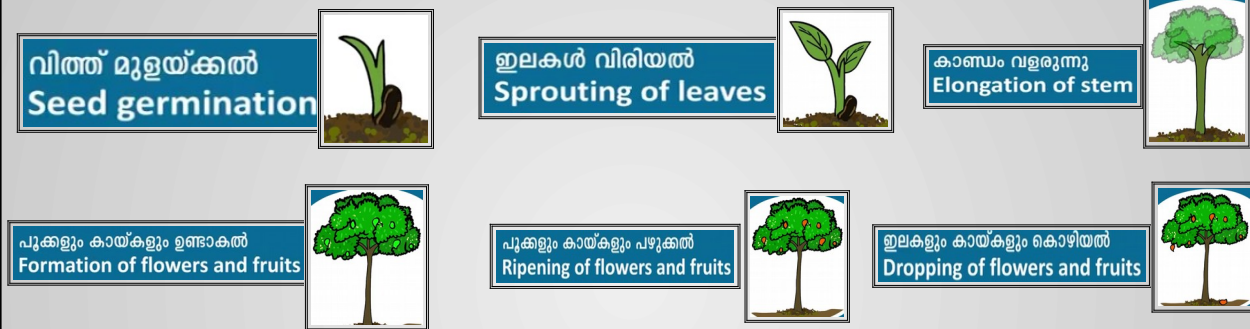 വിത്ത് മുളയ്ക്കൽ
Seed germination
ഇലകൾ വിരിയൽ
Sprouting of leaves
കാണ്ഡം വളരുന്നു
Elongation of stem
പൂക്കളും കായ്കളും ഉണ്ടാകൽ
Formation of flowers and fruits
പൂക്കളും കായ്കളും പഴുക്കൽ
Ripening of flowers and fruits
ഇലകളും കായ്കളും കൊഴിയൽ
Dropping of flowers and fruits